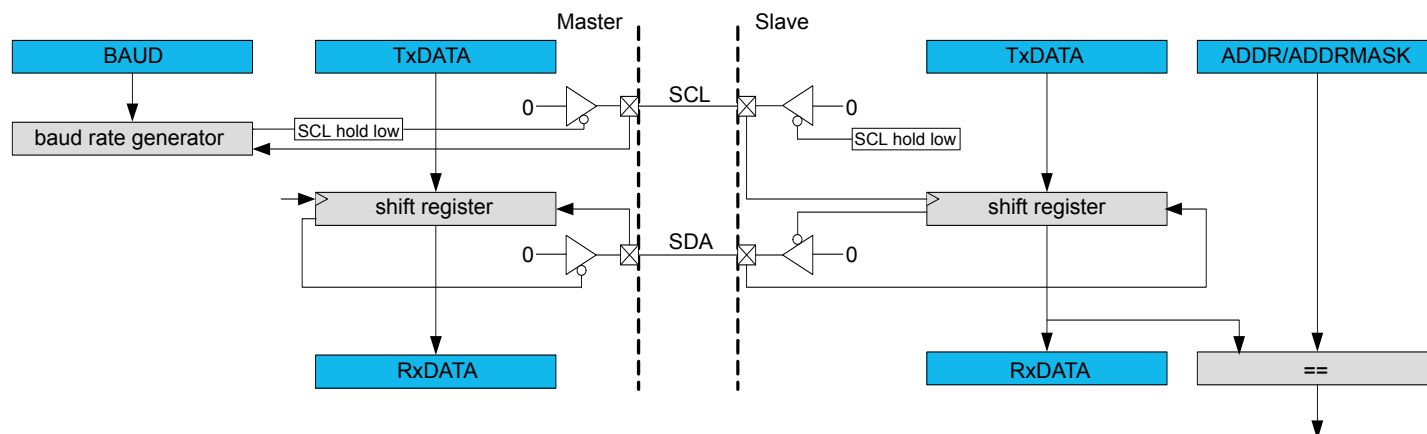 Master Slave
BAUD TxDATA TxDATA ADDR/ADDRMASK
0 SCL 0
baud rate generator SCL hold low SCL hold low
shift register shift register
0 SDA 0
RxDATA RxDATA ==